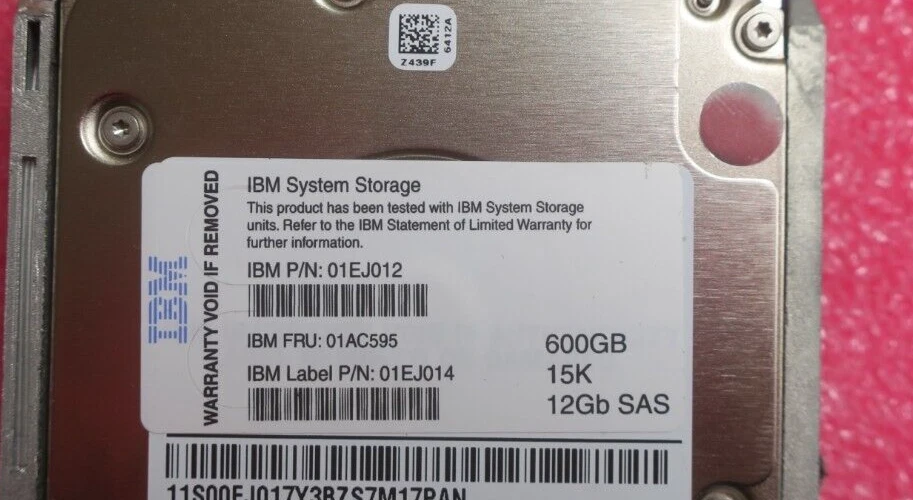 6412A
Z439F
WARRANTY VOID IF REMOVED
IBM
IBM System Storage
This product has been tested with IBM System Storage
units. Refer to the IBM Statement of Limited Warranty for
further information.
IBM P/N: 01EJ012
IBM FRU: 01AC595
IBM Label P/N: 01EJ014
600GB
15K
12Gb SAS